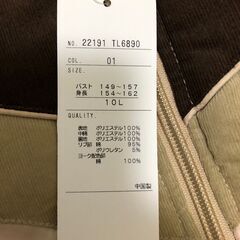 NO. 22191 TL6890
COL. 01
SIZE.
バスト 149～157
身長 154～162
10L
QUALITY.
表地 ポリエステル100%
中綿 ポリエステル100%
裏地 ポリエステル100%
リブ部 綿 95%
ポリウレタン 5%
ヨーク配色部
綿 100%
中国製